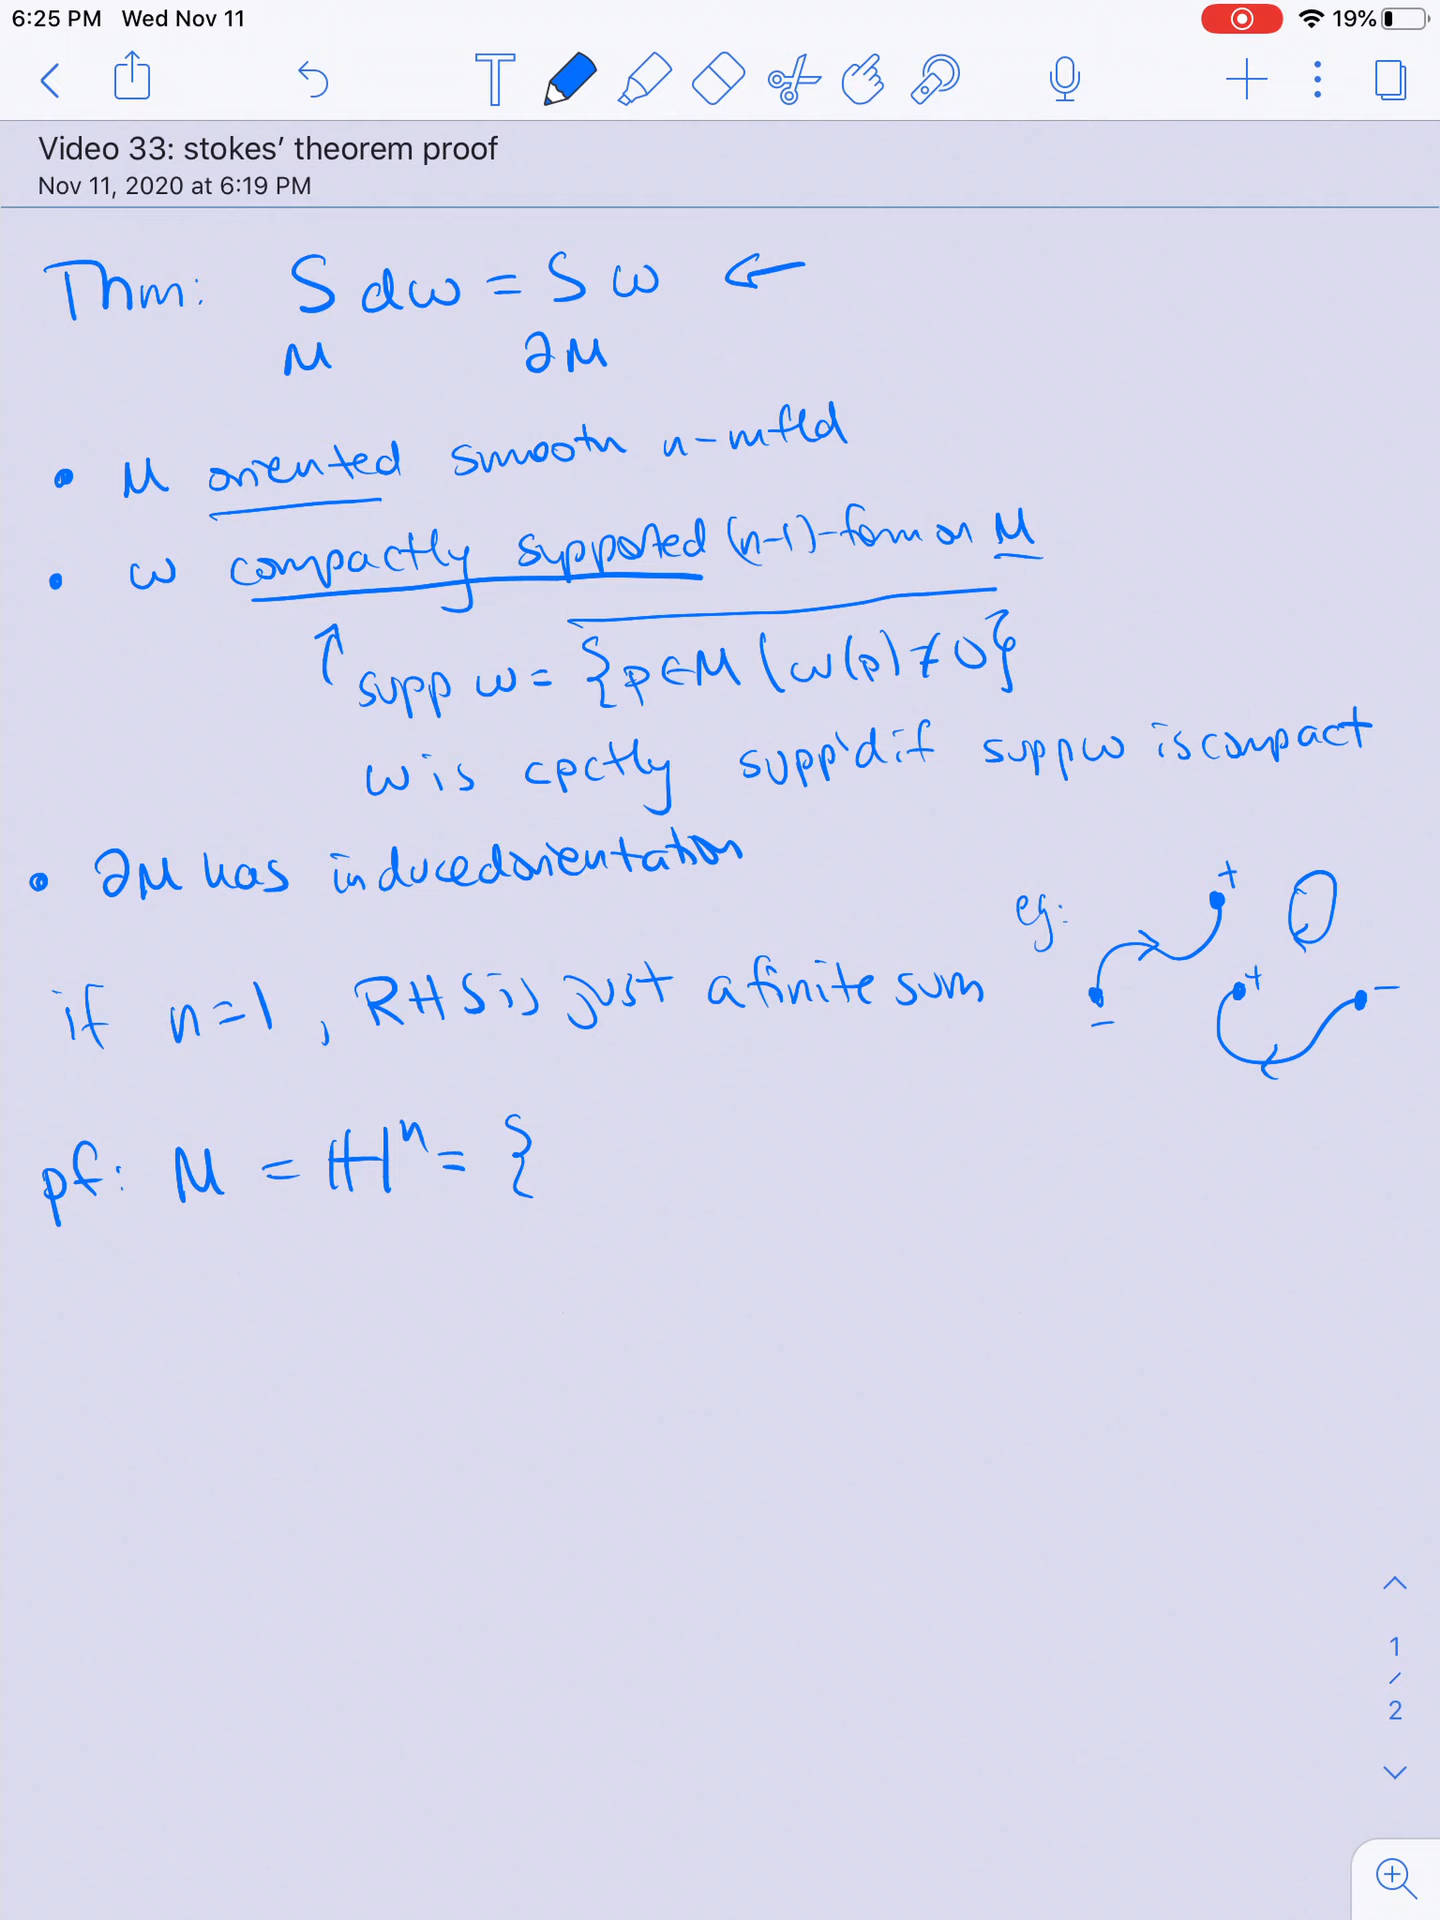 6:25 PM Wed Nov 11 19%
T
Video 33: stokes' theorem proof
Nov 11, 2020 at 6:19 PM
Thm: ∫ dω = ∫ ω ←
M ∂M
• M oriented smooth n-mfld
• ω compactly supported (n-1)-form on M
↑ supp ω = {p∈M | ω(p) ≠ 0}
ω is cpctly supp'd if supp ω is compact
• ∂M has induced orientation
eg: + + - -
if n=1, RHS is just a finite sum
pf: M = ℍⁿ = {
1
/
2